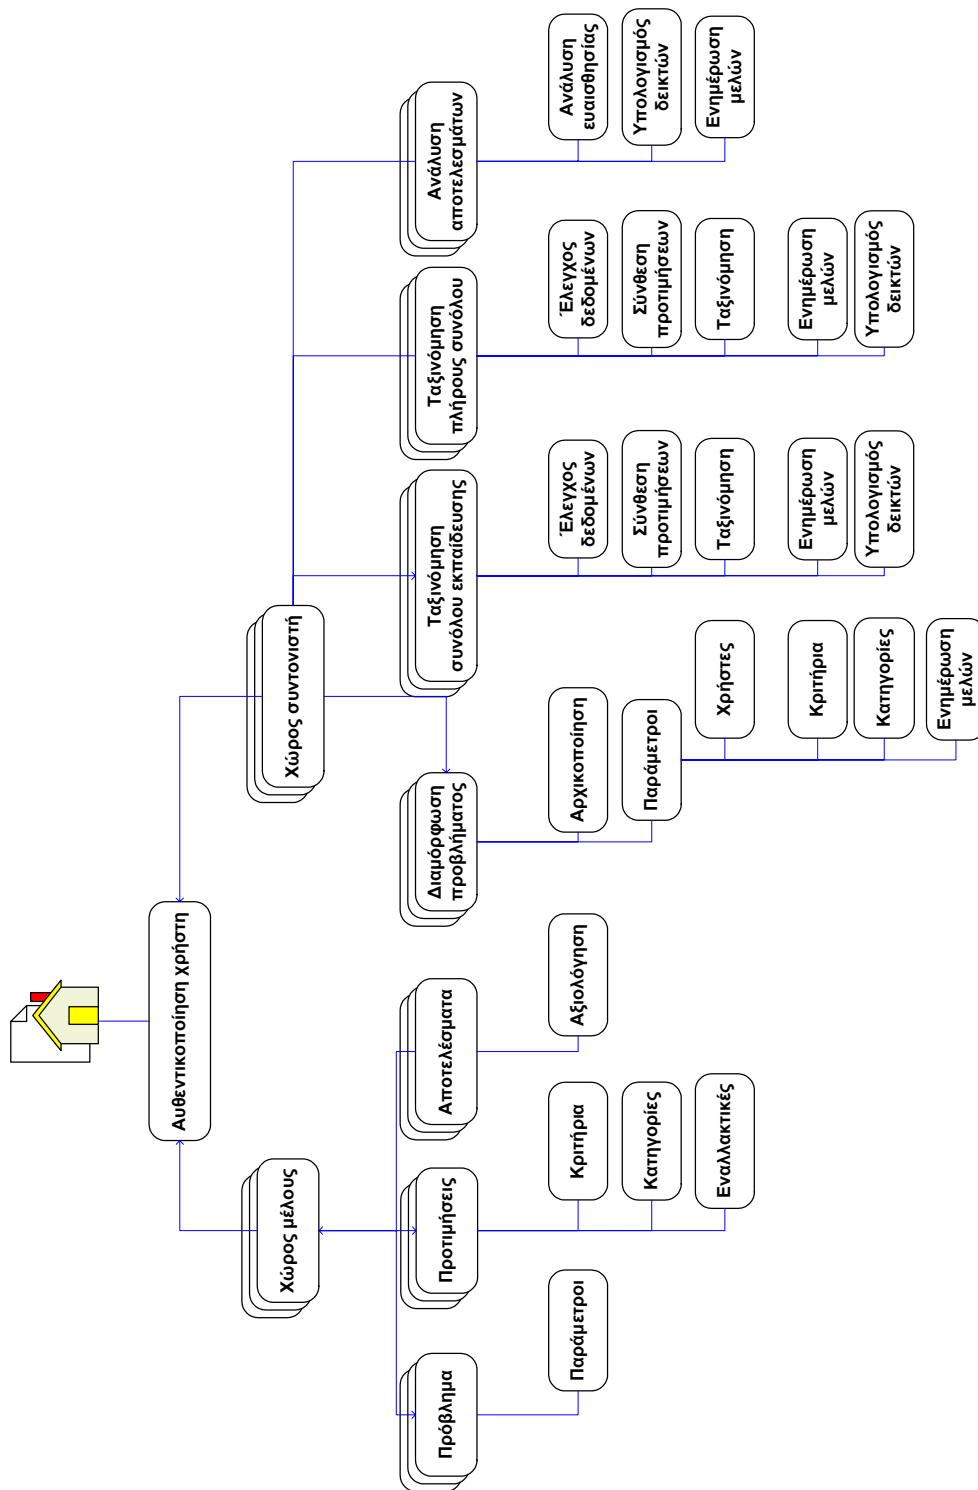 Αυθεντικοποίηση χρήστη
Χώρος μέλους
Χώρος συντονιστή
Πρόβλημα
Προτιμήσεις
Αποτελέσματα
Διαμόρφωση
προβλήματος
Ταξινόμηση
συνόλου εκπαίδευσης
Ταξινόμηση
πλήρους συνόλου
Ανάλυση
αποτελεσμάτων
Παράμετροι
Κριτήρια
Κατηγορίες
Εναλλακτικές
Αξιολόγηση
Αρχικοποίηση
Παράμετροι
Χρήστες
Κριτήρια
Κατηγορίες
Ενημέρωση
μελών
Έλεγχος
δεδομένων
Σύνθεση
προτιμήσεων
Ταξινόμηση
Ενημέρωση
μελών
Υπολογισμός
δεικτών
Έλεγχος
δεδομένων
Σύνθεση
προτιμήσεων
Ταξινόμηση
Ενημέρωση
μελών
Υπολογισμός
δεικτών
Ανάλυση
ευαισθησίας
Υπολογισμός
δεικτών
Ενημέρωση
μελών